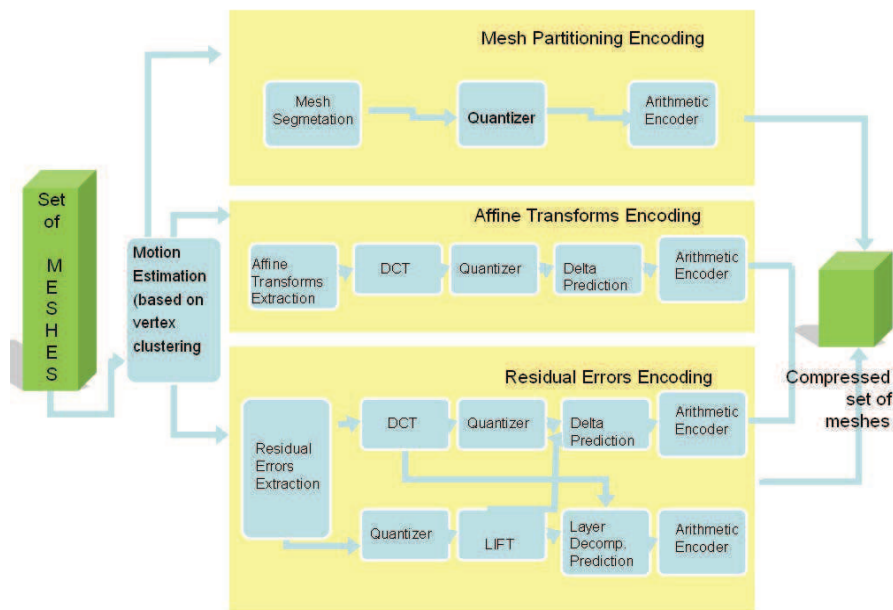 Mesh Partitioning Encoding
Mesh
Segmetation
Quantizer
Arithmetic
Encoder
Set
of
M
E
S
H
E
S
Motion
Estimation
(based on
vertex
clustering
Affine Transforms Encoding
Affine
Transforms
Extraction
DCT
Quantizer
Delta
Prediction
Arithmetic
Encoder
Residual Errors Encoding
Residual
Errors
Extraction
DCT
Quantizer
Delta
Prediction
Arithmetic
Encoder
Quantizer
LIFT
Layer
Decomp.
Prediction
Arithmetic
Encoder
Compressed
set of
meshes